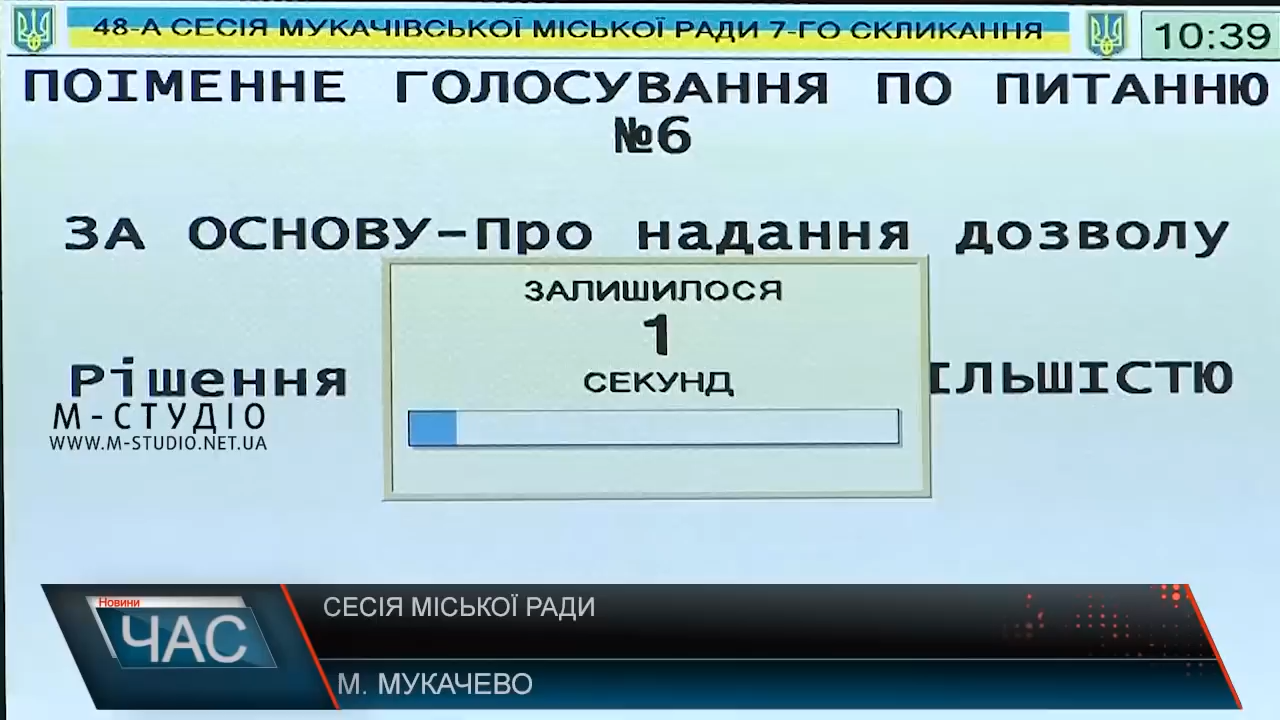 48-А СЕСІЯ МУКАЧІВСЬКОЇ МІСЬКОЇ РАДИ 7-ГО СКЛИКАННЯ
10:39
ПОІМЕННЕ ГОЛОСУВАННЯ ПО ПИТАННЮ
№6
ЗА ОСНОВУ-Про надання дозволу
ЗАЛИШИЛОСЯ
1
СЕКУНД
Рішення ІЛЬШІСТЮ
М-СТУДІО
WWW.M-STUDIO.NET.UA
Новини
ЧАС
СЕСІЯ МІСЬКОЇ РАДИ
М. МУКАЧЕВО